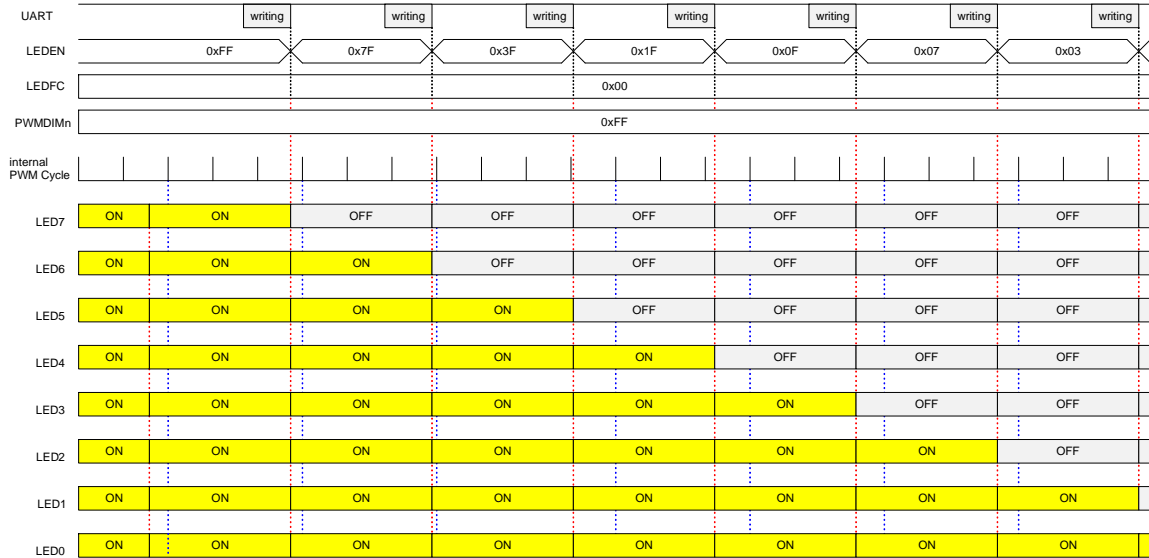 UART writing writing writing writing writing writing writing
LEDEN 0xFF 0x7F 0x3F 0x1F 0x0F 0x07 0x03
LEDFC 0x00
PWMDIMn 0xFF
internal
PWM Cycle
LED7 ON ON OFF OFF OFF OFF OFF OFF
LED6 ON ON ON OFF OFF OFF OFF OFF
LED5 ON ON ON ON OFF OFF OFF OFF
LED4 ON ON ON ON ON OFF OFF OFF
LED3 ON ON ON ON ON ON OFF OFF
LED2 ON ON ON ON ON ON ON OFF
LED1 ON ON ON ON ON ON ON ON
LED0 ON ON ON ON ON ON ON ON